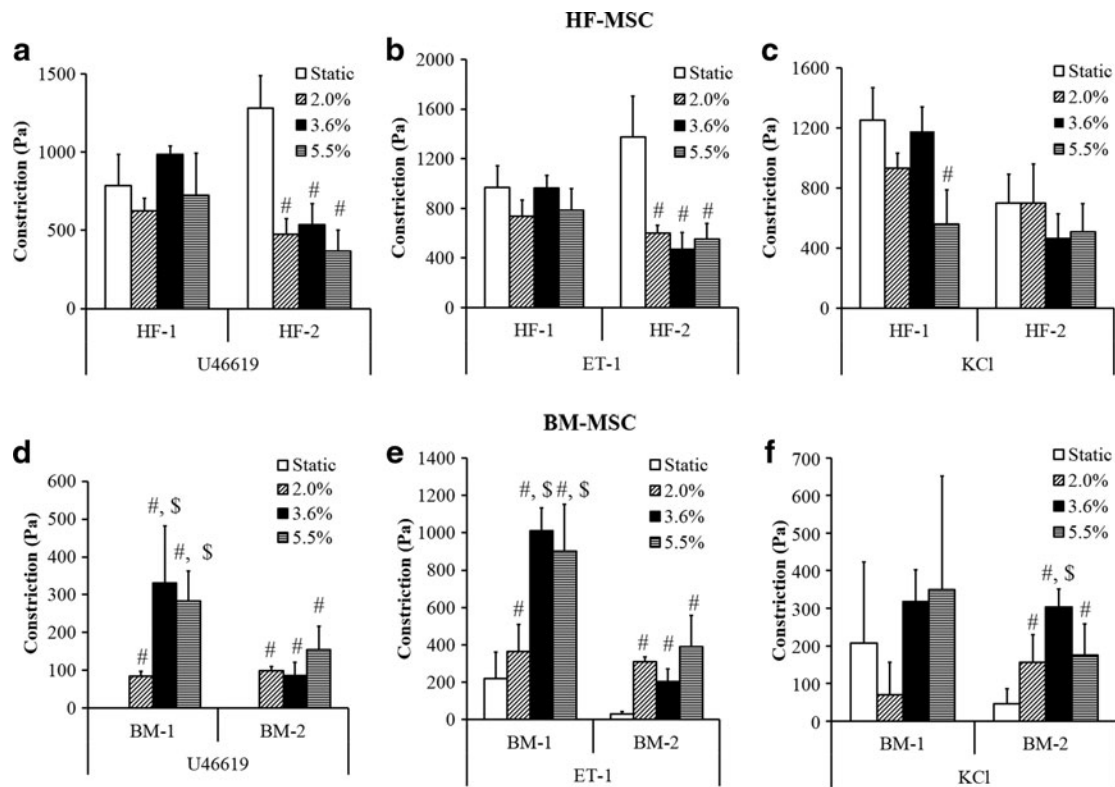 HF-MSC
a
Constriction (Pa)
1500
1000
500
0
Static
2.0%
3.6%
5.5%
# # #
HF-1 HF-2
U46619
b
Constriction (Pa)
2000
1600
1200
800
400
0
Static
2.0%
3.6%
5.5%
# # #
HF-1 HF-2
ET-1
c
Constriction (Pa)
1600
1200
800
400
0
Static
2.0%
3.6%
5.5%
#
HF-1 HF-2
KCl
BM-MSC
d
Constriction (Pa)
600
500
400
300
200
100
0
Static
2.0%
3.6%
5.5%
#, $
#, $
#
# # #
BM-1 BM-2
U46619
e
Constriction (Pa)
1400
1200
1000
800
600
400
200
0
Static
2.0%
3.6%
5.5%
#, $ #, $
#
# # #
BM-1 BM-2
ET-1
f
Constriction (Pa)
700
600
500
400
300
200
100
0
Static
2.0%
3.6%
5.5%
#, $
# #
BM-1 BM-2
KCl